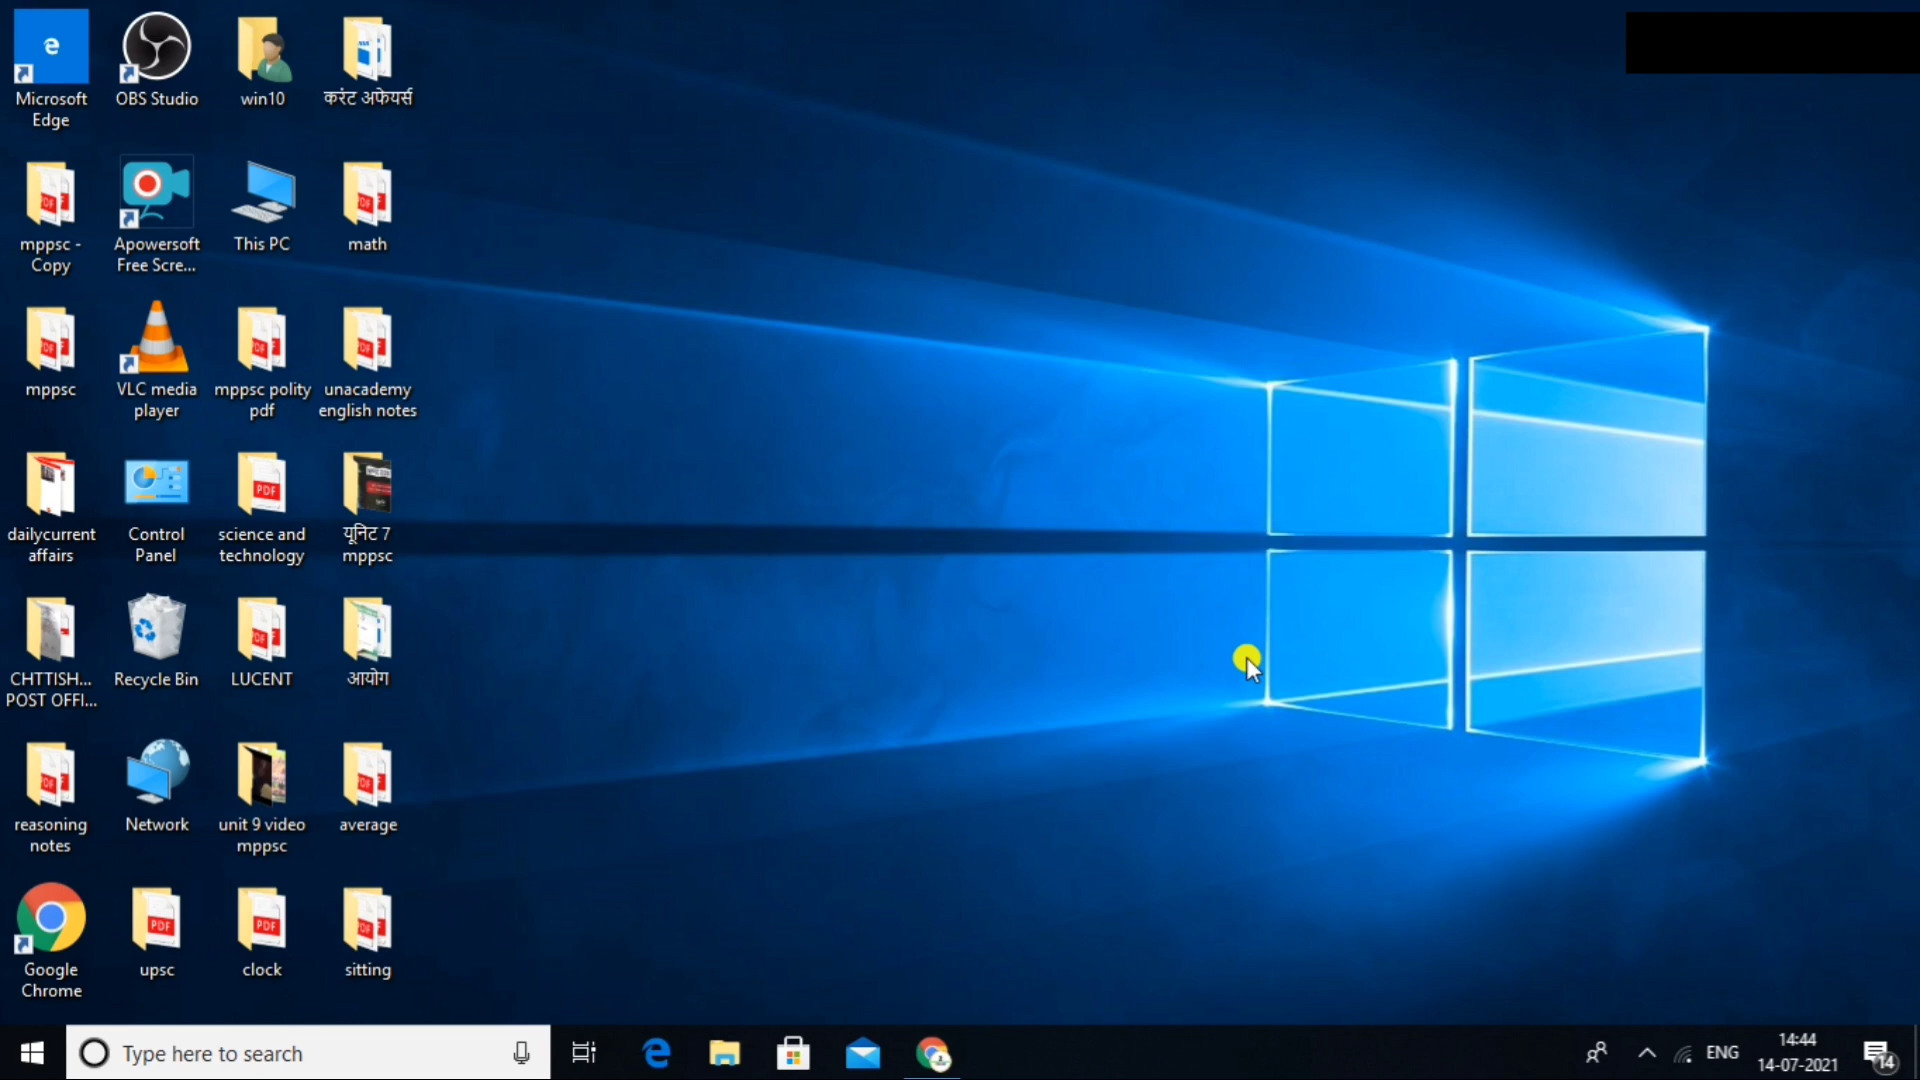 Microsoft
Edge
OBS Studio
win10
करंट अफेयर्स
mppsc -
Copy
Apowersoft
Free Scre...
This PC
math
mppsc
VLC media
player
mppsc polity
pdf
unacademy
english notes
dailycurrent
affairs
Control
Panel
science and
technology
यूनिट 7
mppsc
CHTTISH...
POST OFFI...
Recycle Bin
LUCENT
आयोग
reasoning
notes
Network
unit 9 video
mppsc
average
Google
Chrome
upsc
clock
sitting
Type here to search
ENG
14:44
14-07-2021
14